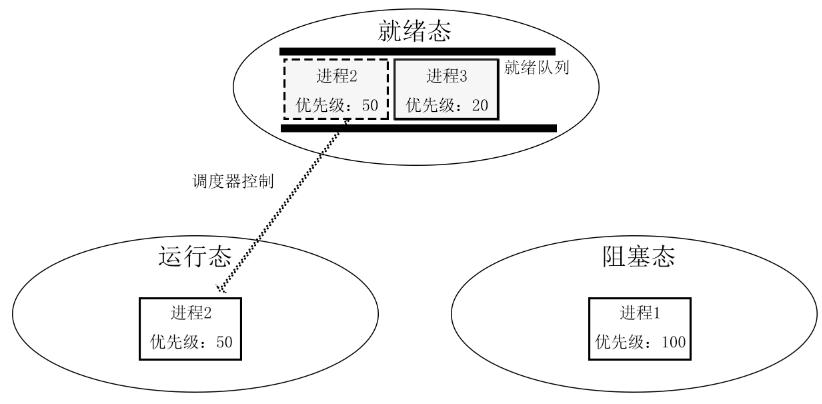 就绪态
进程2
优先级：50
进程3
优先级：20
就绪队列
调度器控制
运行态
进程2
优先级：50
阻塞态
进程1
优先级：100